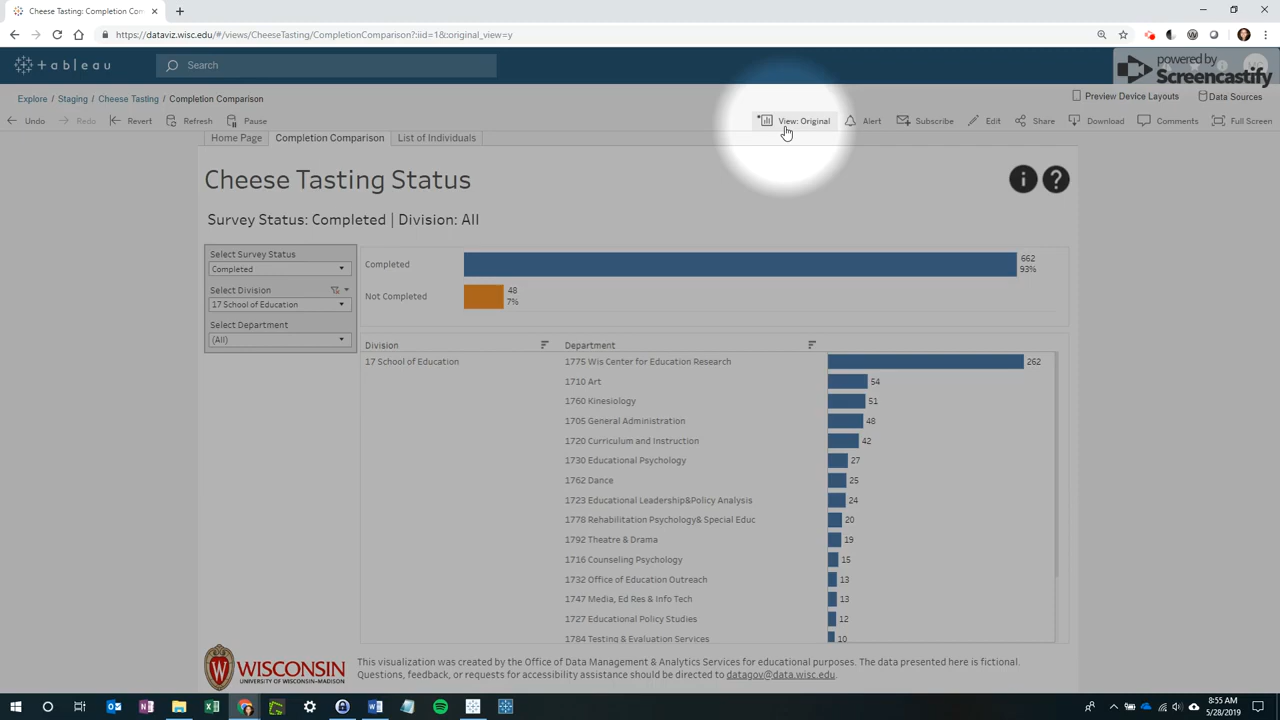 Cheese Tasting: Completion Com
https://dataviz.wisc.edu/#/views/CheeseTasting/CompletionComparison?:iid=1&:original_view=y
+ableau
Search
powered by
Screencastify
Explore / Staging / Cheese Tasting / Completion Comparison
Preview Device Layouts
Data Sources
Undo
Redo
Revert
Refresh
Pause
View: Original
Alert
Subscribe
Edit
Share
Download
Comments
Full Screen
Home Page
Completion Comparison
List of Individuals
Cheese Tasting Status
Survey Status: Completed | Division: All
Select Survey Status
Completed
Select Division
17 School of Education
Select Department
(All)
Completed
662
93%
Not Completed
48
7%
Division
Department
17 School of Education
1775 Wis Center for Education Research 262
1710 Art 54
1760 Kinesiology 51
1705 General Administration 48
1720 Curriculum and Instruction 42
1730 Educational Psychology 27
1762 Dance 25
1723 Educational Leadership&Policy Analysis 24
1778 Rehabilitation Psychology& Special Educ 20
1792 Theatre & Drama 19
1716 Counseling Psychology 15
1732 Office of Education Outreach 13
1747 Media, Ed Res & Info Tech 13
1727 Educational Policy Studies 12
1784 Testing & Evaluation Services 10
WISCONSIN
UNIVERSITY OF WISCONSIN–MADISON
This visualization was created by the Office of Data Management & Analytics Services for educational purposes. The data presented here is fictional.
Questions, feedback, or requests for accessibility assistance should be directed to datagov@data.wisc.edu.
8:55 AM
5/28/2019